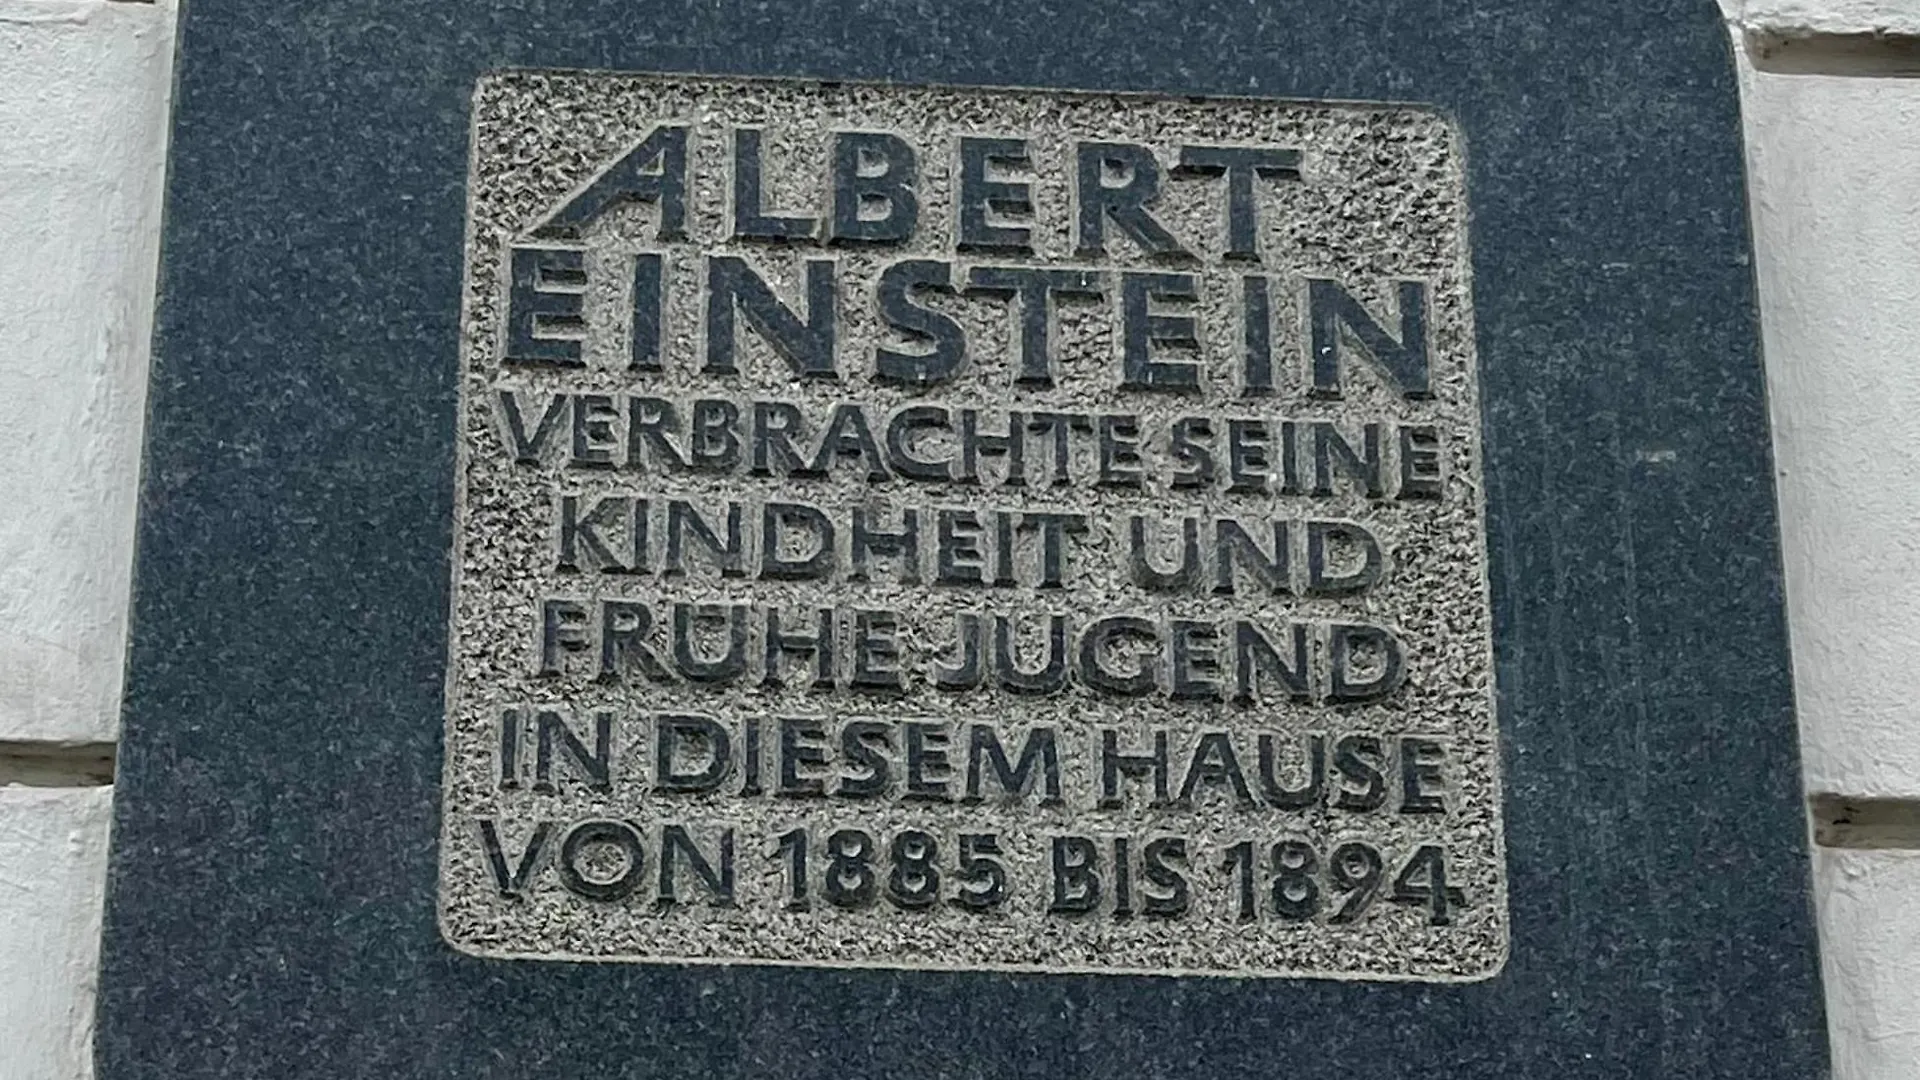 ALBERT
EINSTEIN
VERBRACHTE SEINE
KINDHEIT UND
FRÜHE JUGEND
IN DIESEM HAUSE
VON 1885 BIS 1894